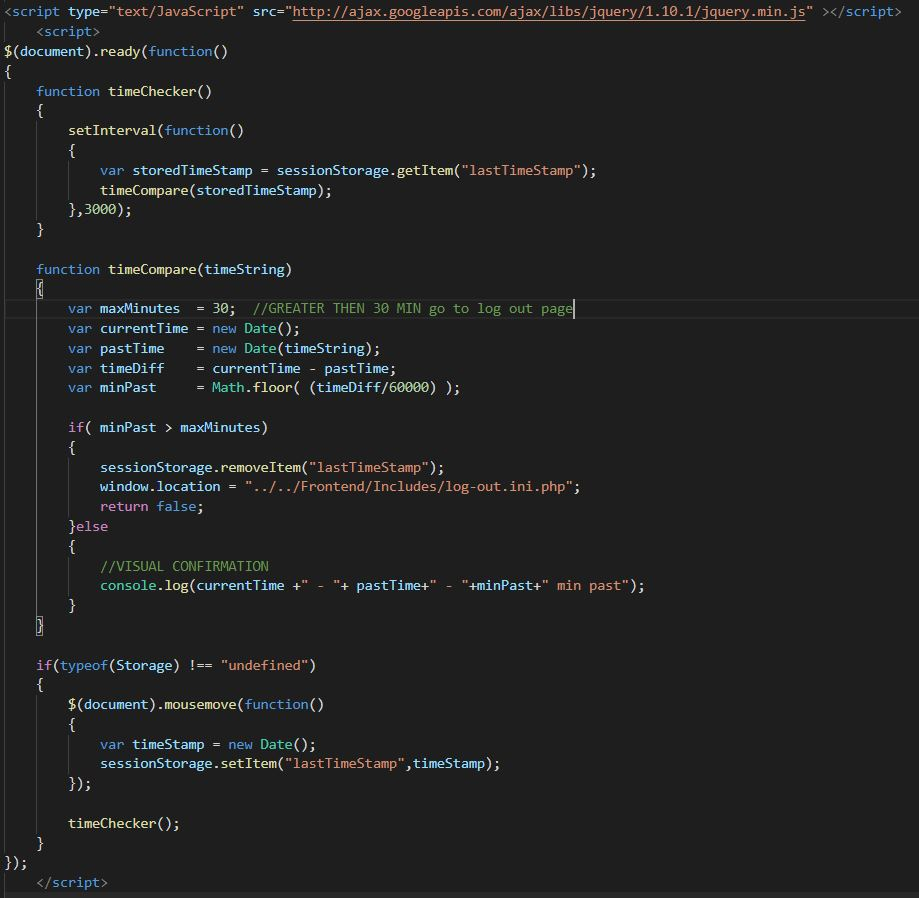 <script type="text/JavaScript" src="http://ajax.googleapis.com/ajax/libs/jquery/1.10.1/jquery.min.js" ></script>
    <script>
$(document).ready(function()
{
    function timeChecker()
    {
        setInterval(function()
        {
            var storedTimeStamp = sessionStorage.getItem("lastTimeStamp");
            timeCompare(storedTimeStamp);
        },3000);
    }

    function timeCompare(timeString)
    {
        var maxMinutes  = 30;  //GREATER THEN 30 MIN go to log out page
        var currentTime = new Date();
        var pastTime    = new Date(timeString);
        var timeDiff    = currentTime - pastTime;
        var minPast     = Math.floor( (timeDiff/60000) );

        if( minPast > maxMinutes)
        {
            sessionStorage.removeItem("lastTimeStamp");
            window.location = "../../Frontend/Includes/log-out.ini.php";
            return false;
        }else
        {
            //VISUAL CONFIRMATION
            console.log(currentTime +" - "+ pastTime+" - "+minPast+" min past");
        }
    }

    if(typeof(Storage) !== "undefined")
    {
        $(document).mousemove(function()
        {
            var timeStamp = new Date();
            sessionStorage.setItem("lastTimeStamp",timeStamp);
        });

        timeChecker();
    }
});
    </script>